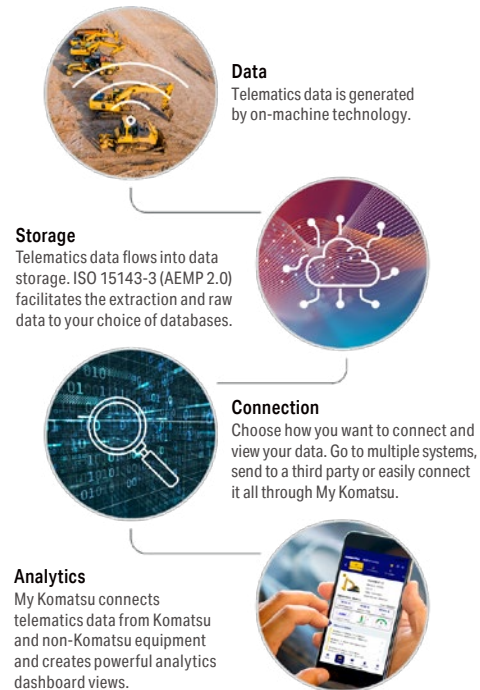 Data
Telematics data is generated
by on-machine technology.
Storage
Telematics data flows into data
storage. ISO 15143-3 (AEMP 2.0)
facilitates the extraction and raw
data to your choice of databases.
Connection
Choose how you want to connect and
view your data. Go to multiple systems,
send to a third party or easily connect
it all through My Komatsu.
Analytics
My Komatsu connects
telematics data from Komatsu
and non-Komatsu equipment
and creates powerful analytics
dashboard views.